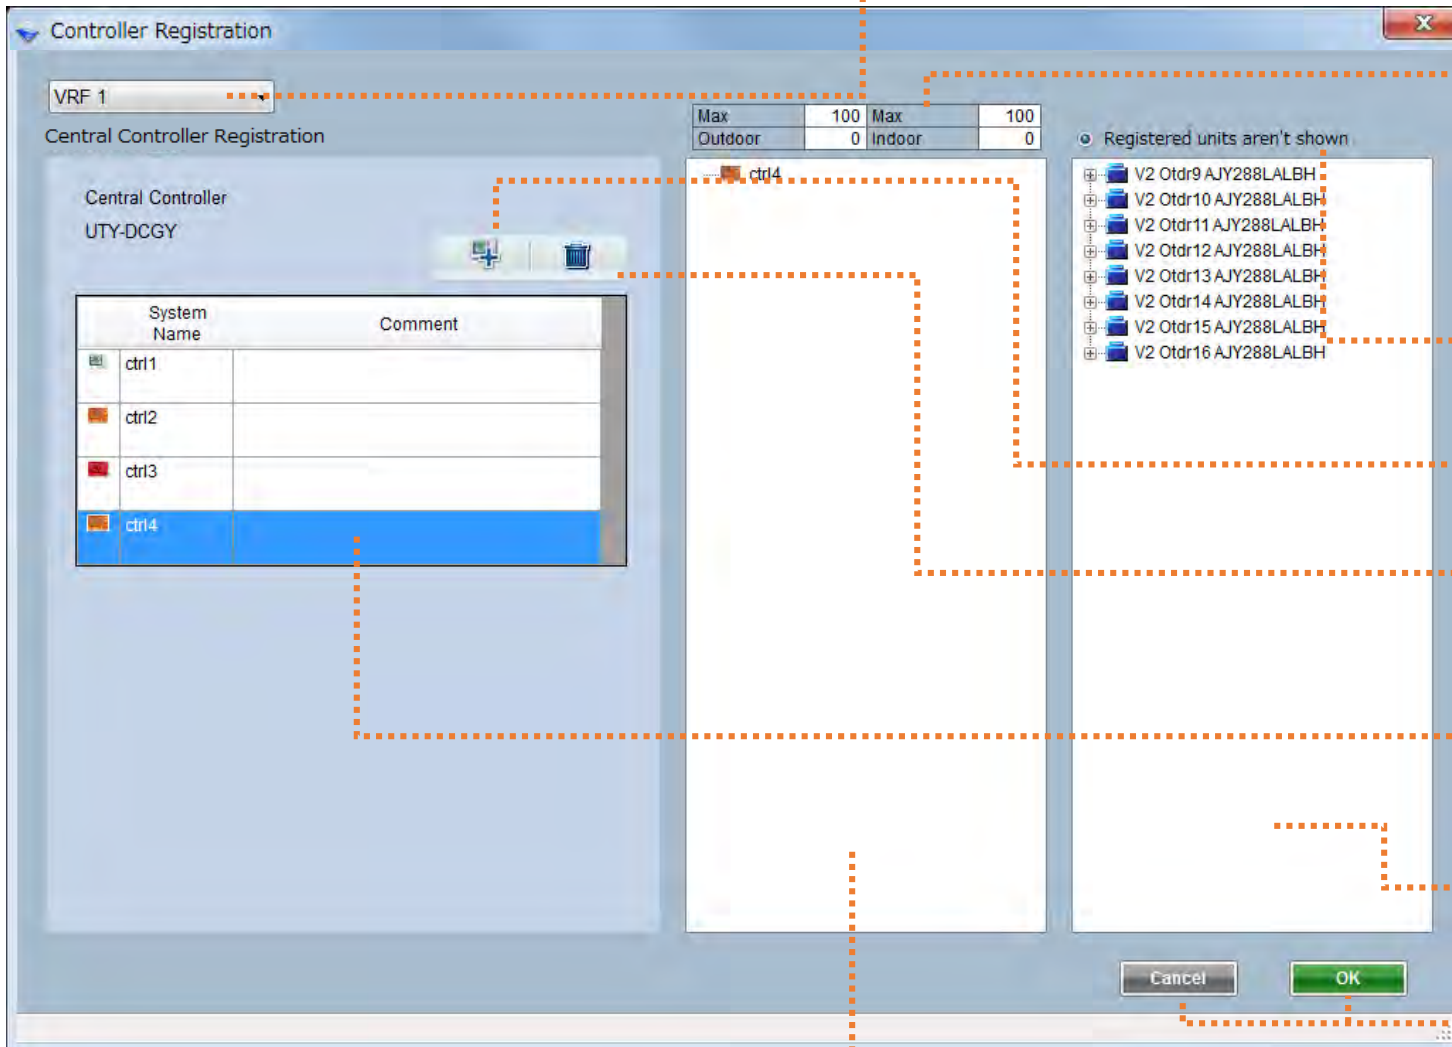 Controller Registration
VRF 1
Central Controller Registration
Central Controller
UTY-DCGY
System Name Comment
ctrl1
ctrl2
ctrl3
ctrl4
Max 100 Max 100
Outdoor 0 Indoor 0
ctrl4
Registered units aren't shown
V2 Otdr9 AJY288LALBH
V2 Otdr10 AJY288LALBH
V2 Otdr11 AJY288LALBH
V2 Otdr12 AJY288LALBH
V2 Otdr13 AJY288LALBH
V2 Otdr14 AJY288LALBH
V2 Otdr15 AJY288LALBH
V2 Otdr16 AJY288LALBH
Cancel OK